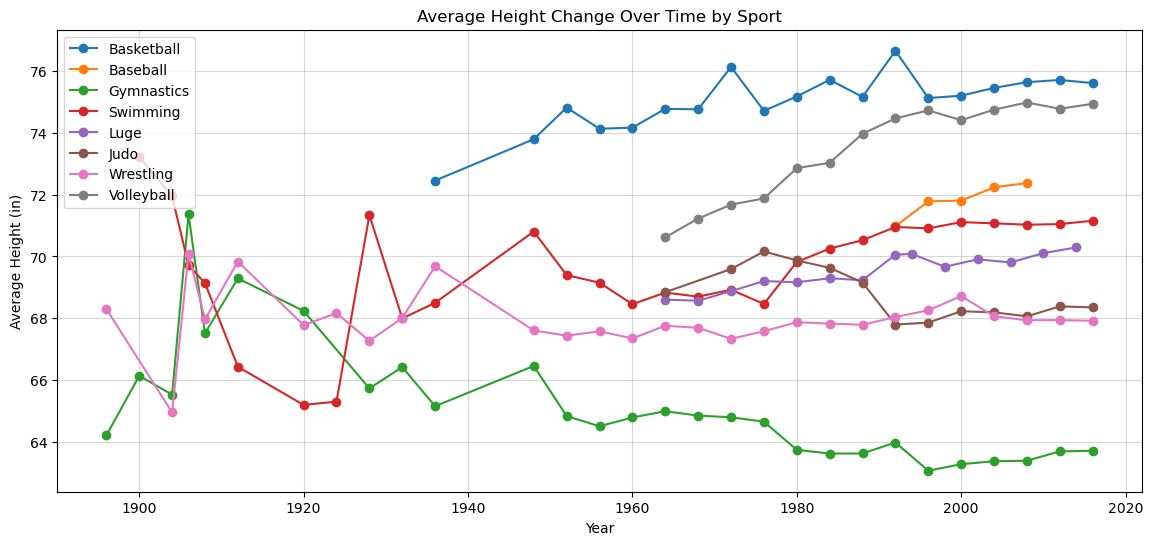 Average Height Change Over Time by Sport
Basketball
Baseball
Gymnastics
Swimming
Luge
Judo
Wrestling
Volleyball
Average Height (in)
76
74
72
70
68
66
64
1900
1920
1940
1960
1980
2000
2020
Year